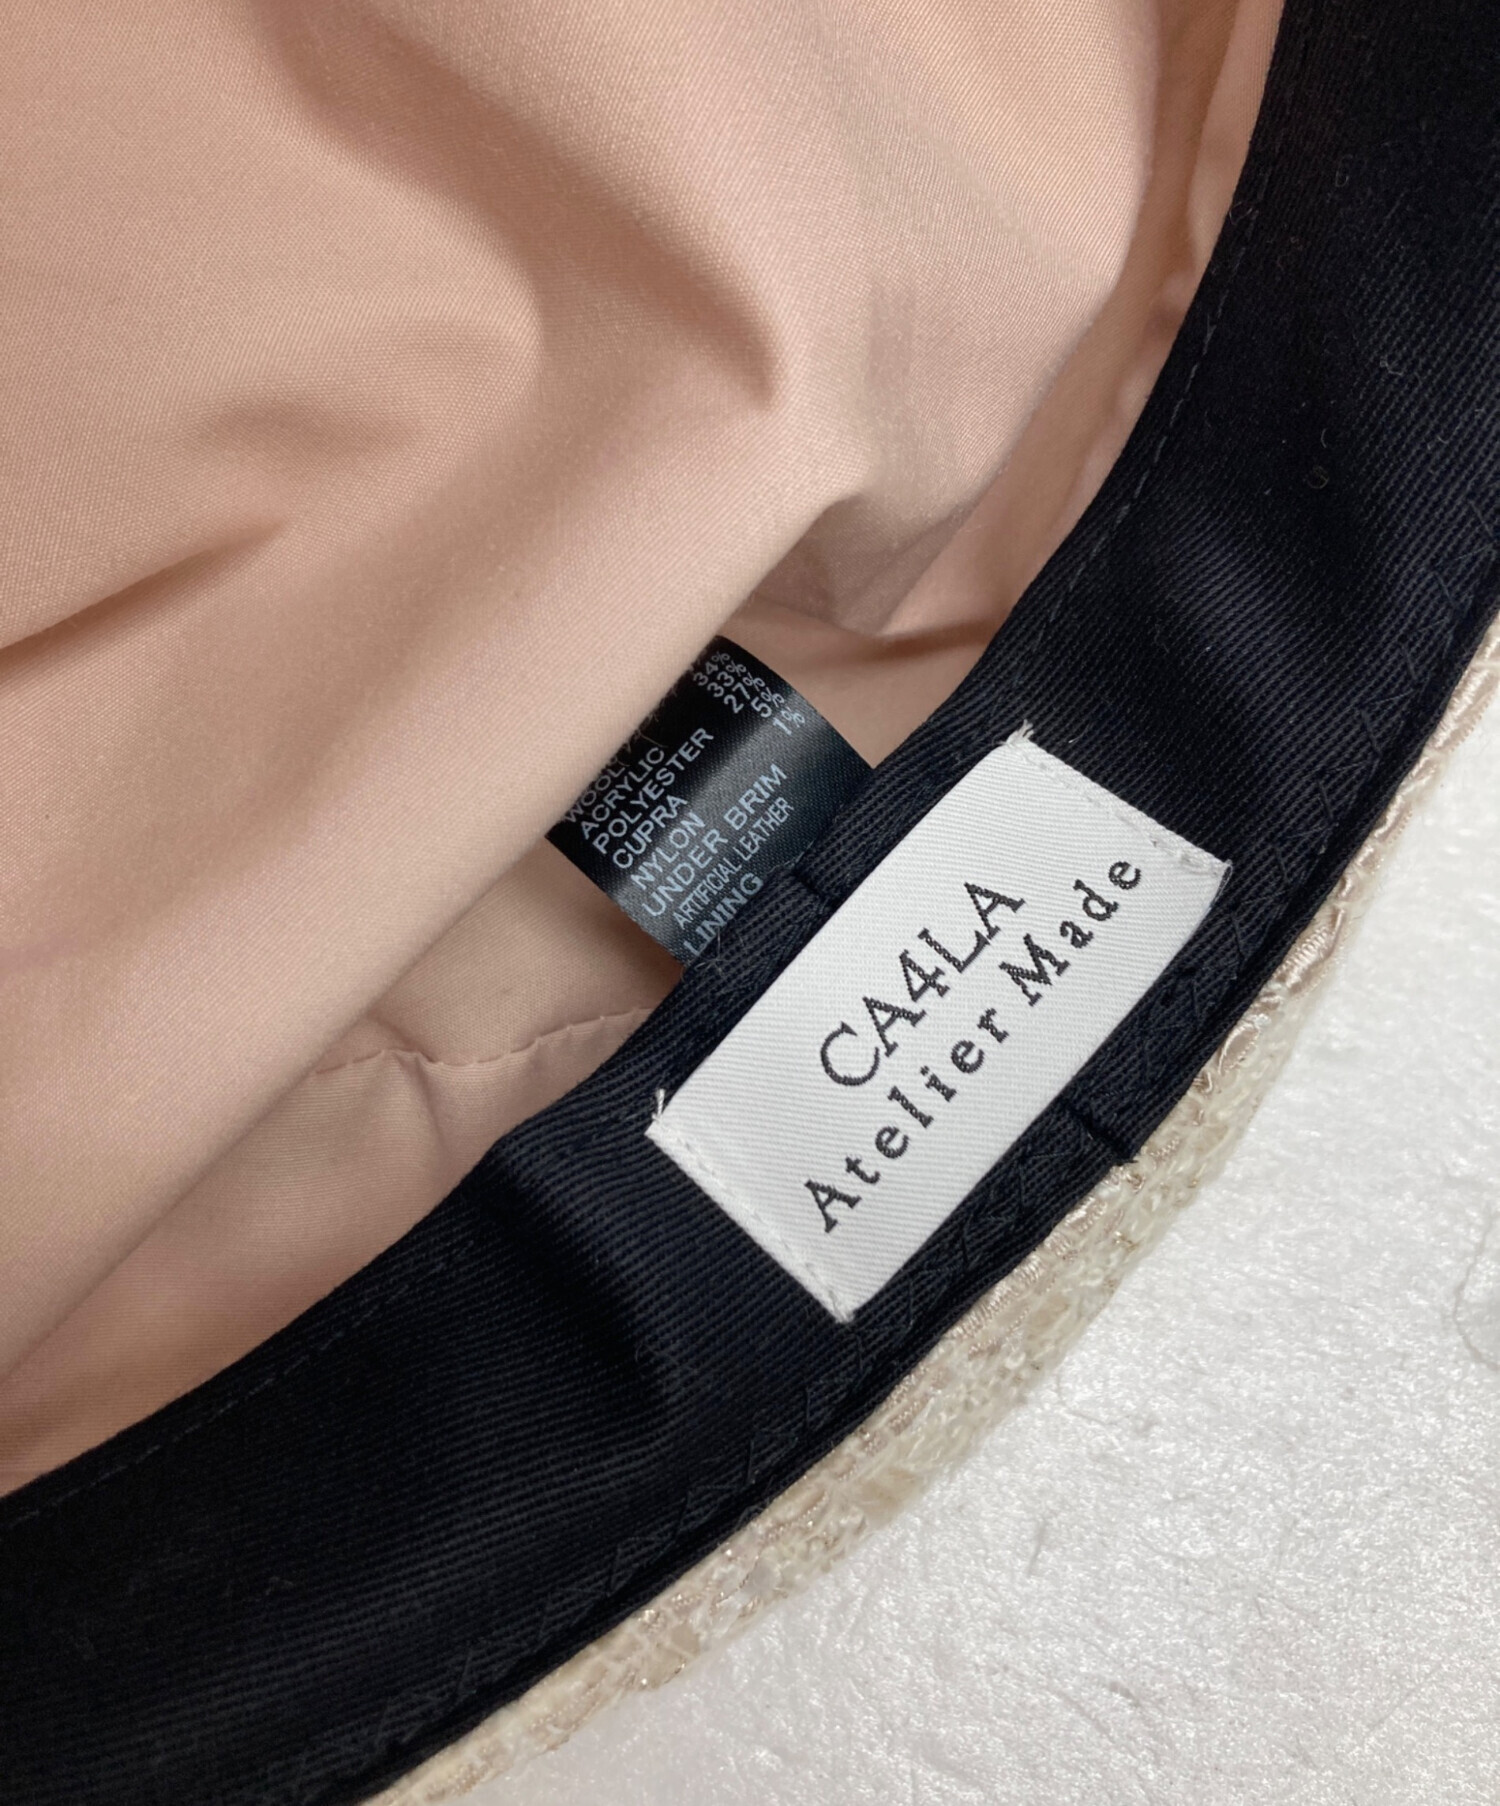 WOOL 34%
ACRYLIC 33%
POLYESTER 27%
CUPRA 5%
NYLON 1%
UNDER BRIM
ARTIFICIAL LEATHER
LINING
CA4LA
Atelier Made